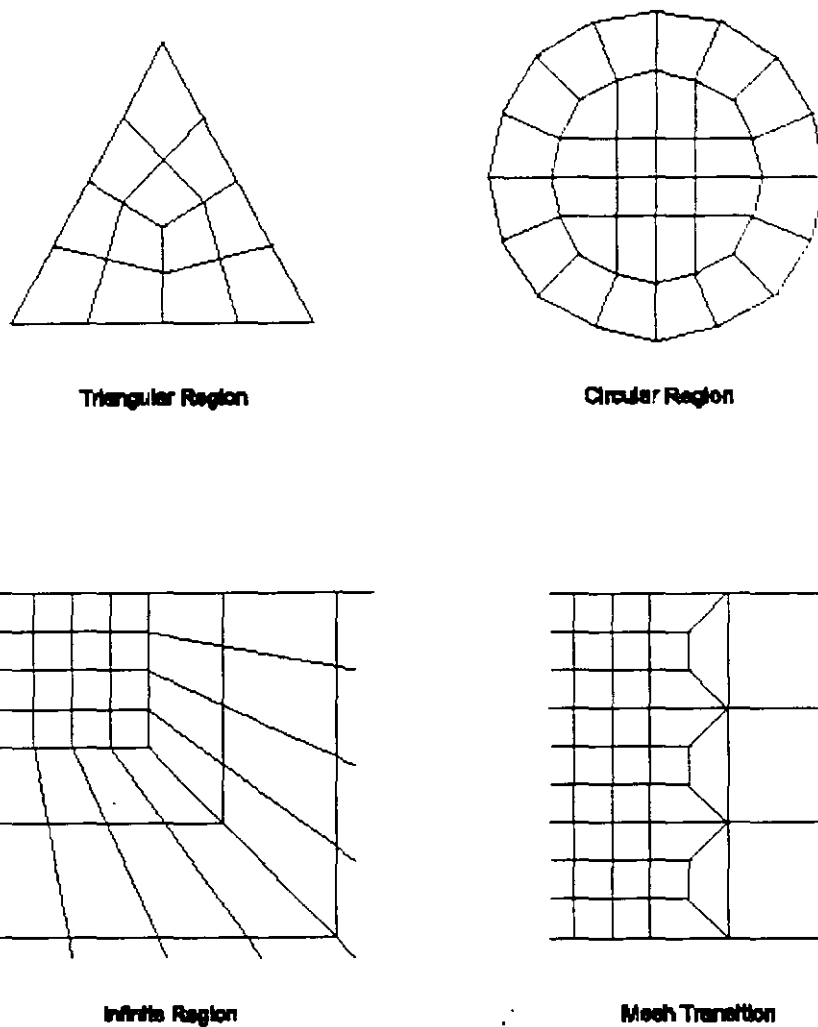 Triangular Region
Circular Region
Infinite Region
Mesh Transition